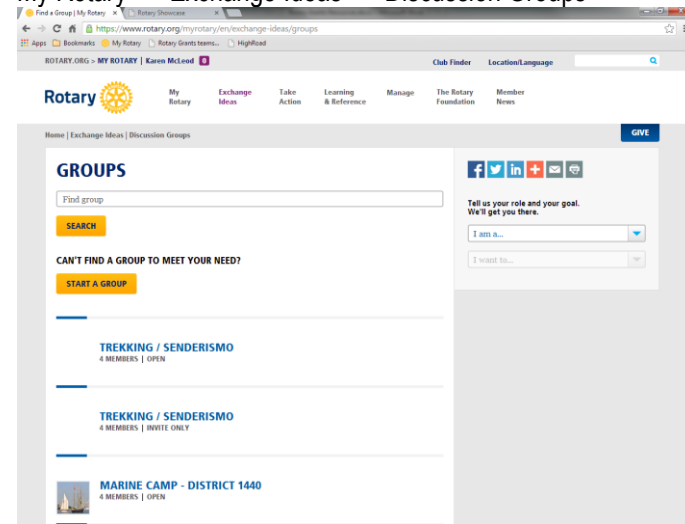 My Rotary Exchange Ideas Discussion Groups
Find a Group | My Rotary
Rotary Showcase
https://www.rotary.org/myrotary/en/exchange-ideas/groups
Apps Bookmarks My Rotary Rotary Grants teams... HighRoad
ROTARY.ORG > MY ROTARY | Karen McLeod
Club Finder Location/Language
Rotary
My Rotary
Exchange Ideas
Take Action
Learning & Reference
Manage
The Rotary Foundation
Member News
Home | Exchange Ideas | Discussion Groups
GIVE
GROUPS
Find group
SEARCH
CAN'T FIND A GROUP TO MEET YOUR NEED?
START A GROUP
TREKKING / SENDERISMO
4 MEMBERS | OPEN
TREKKING / SENDERISMO
4 MEMBERS | INVITE ONLY
MARINE CAMP - DISTRICT 1440
4 MEMBERS | OPEN
Tell us your role and your goal.
We'll get you there.
I am a...
I want to...